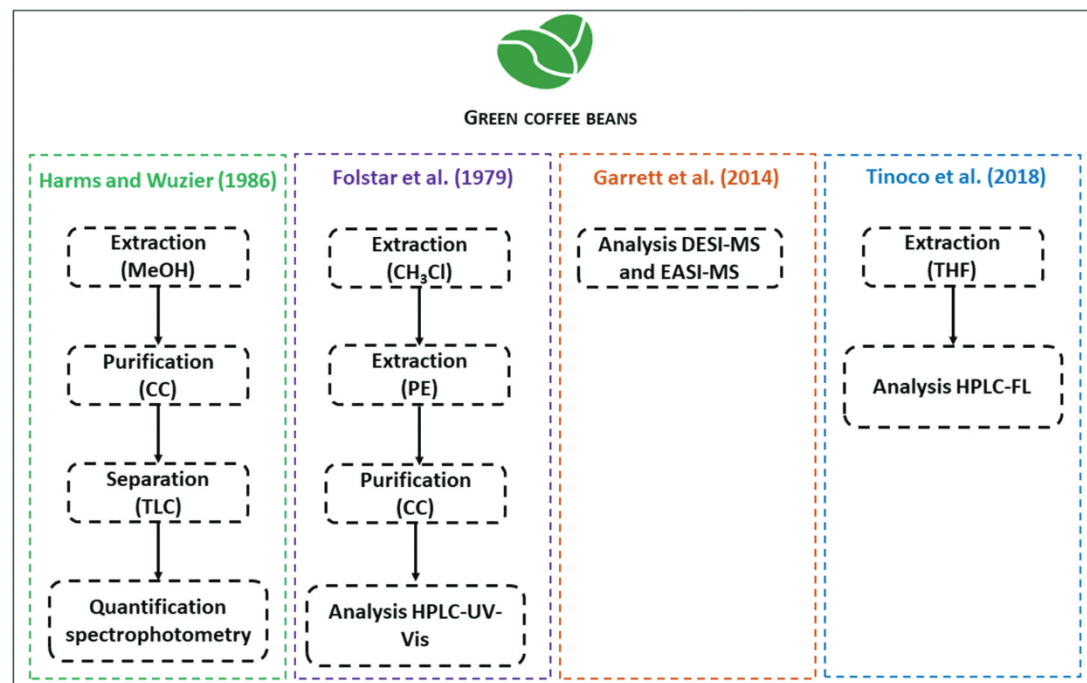 GREEN COFFEE BEANS
Harms and Wuzier (1986)
Extraction
(MeOH)
Purification
(CC)
Separation
(TLC)
Quantification
spectrophotometry
Folstar et al. (1979)
Extraction
(CH₃Cl)
Extraction
(PE)
Purification
(CC)
Analysis HPLC-UV-
Vis
Garrett et al. (2014)
Analysis DESI-MS
and EASI-MS
Tinoco et al. (2018)
Extraction
(THF)
Analysis HPLC-FL